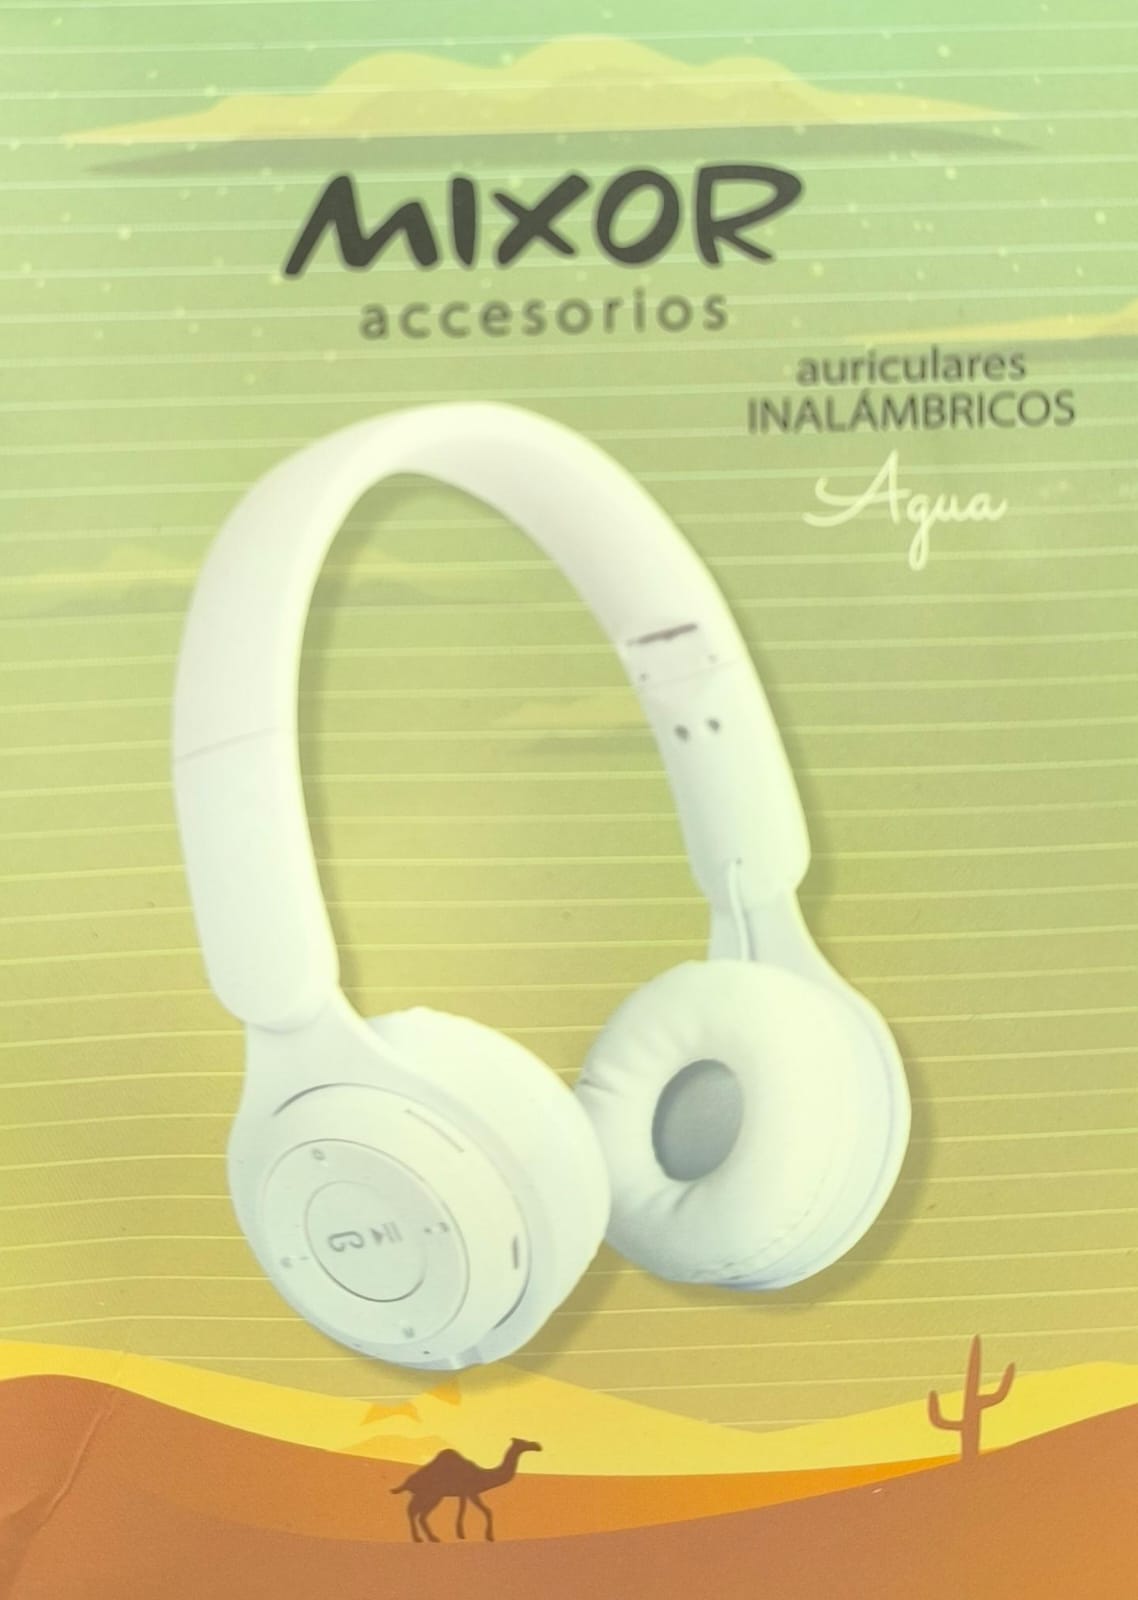 MIXOR
accesorios
auriculares
INALÁMBRICOS
Agua